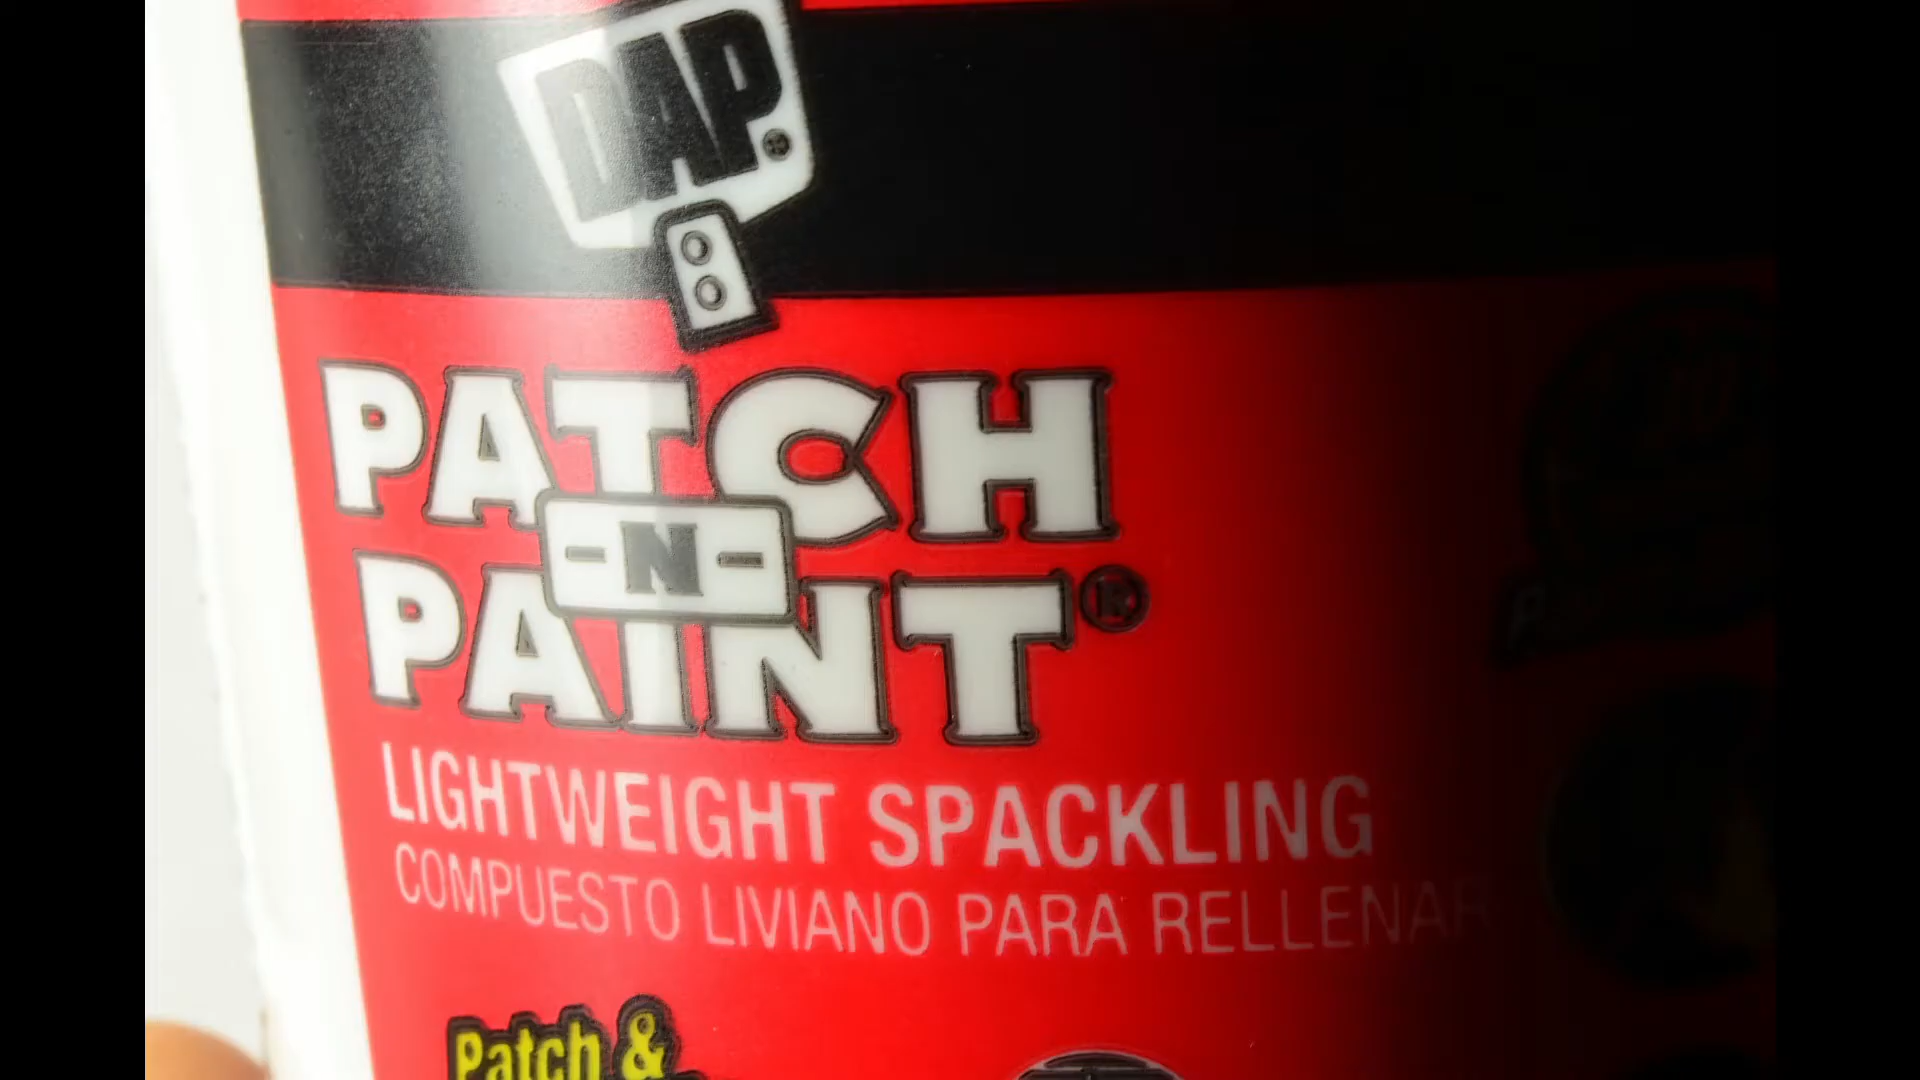 DAP®
PATCH
-N-
PAINT®
LIGHTWEIGHT SPACKLING
COMPUESTO LIVIANO PARA RELLENAR
Patch &